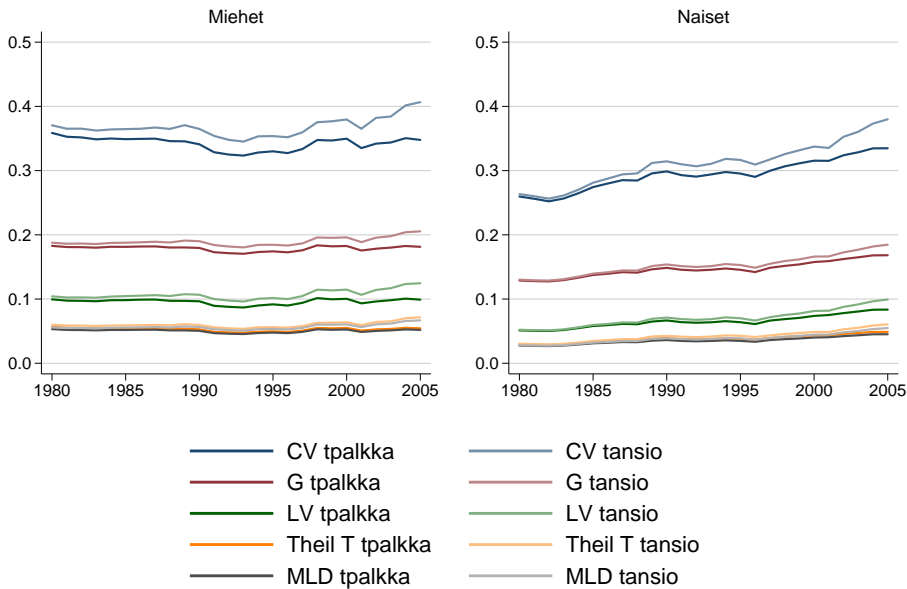 Miehet
0.5
0.4
0.3
0.2
0.1
0.0
1980 1985 1990 1995 2000 2005
Naiset
0.5
0.4
0.3
0.2
0.1
0.0
1980 1985 1990 1995 2000 2005
CV tpalkka CV tansio
G tpalkka G tansio
LV tpalkka LV tansio
Theil T tpalkka Theil T tansio
MLD tpalkka MLD tansio